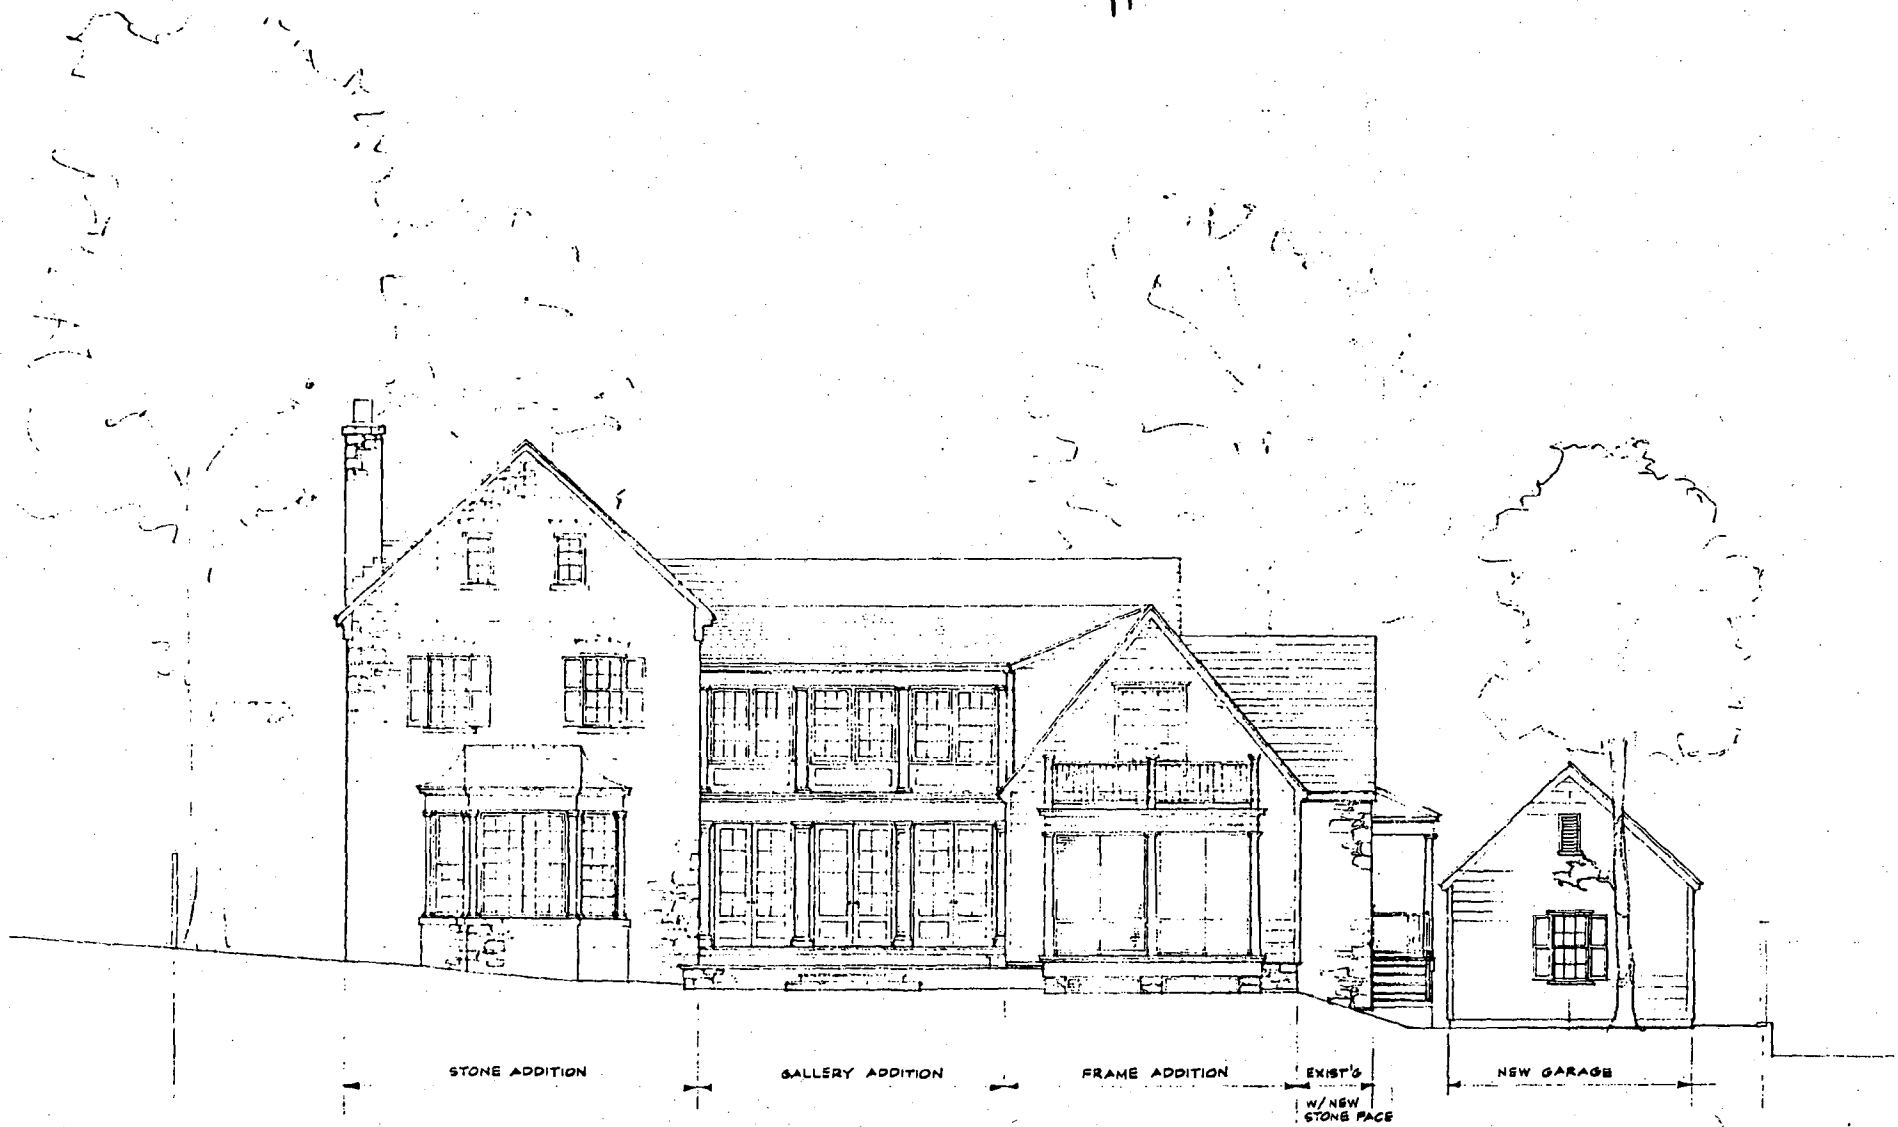 STONE ADDITION
GALLERY ADDITION
FRAME ADDITION
EXIST'G
W/ NEW
STONE FACE
NEW GARAGE